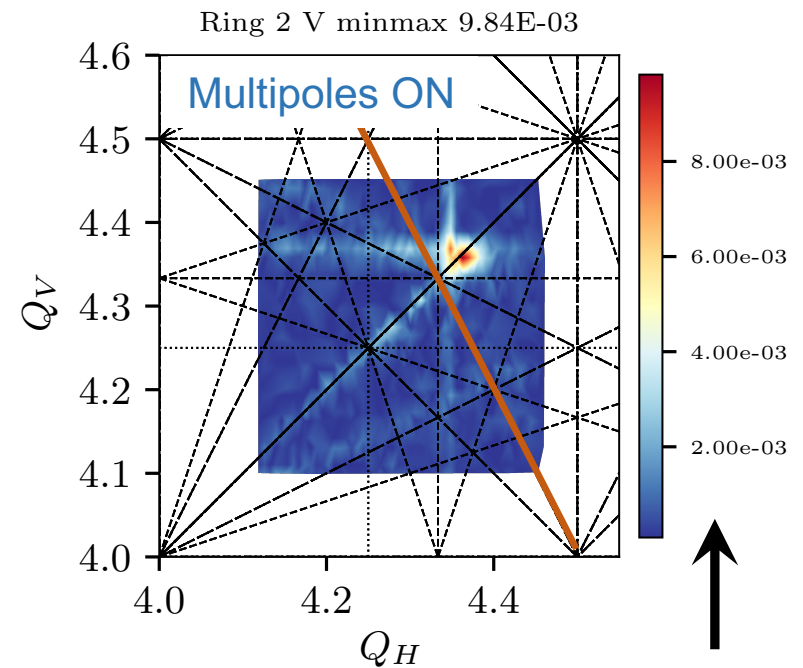 Ring 2 V minmax 9.84E-03
Multipoles ON
4.6
4.5
4.4
4.3
4.2
4.1
4.0
Q_V
4.0
4.2
4.4
Q_H
8.00e-03
6.00e-03
4.00e-03
2.00e-03